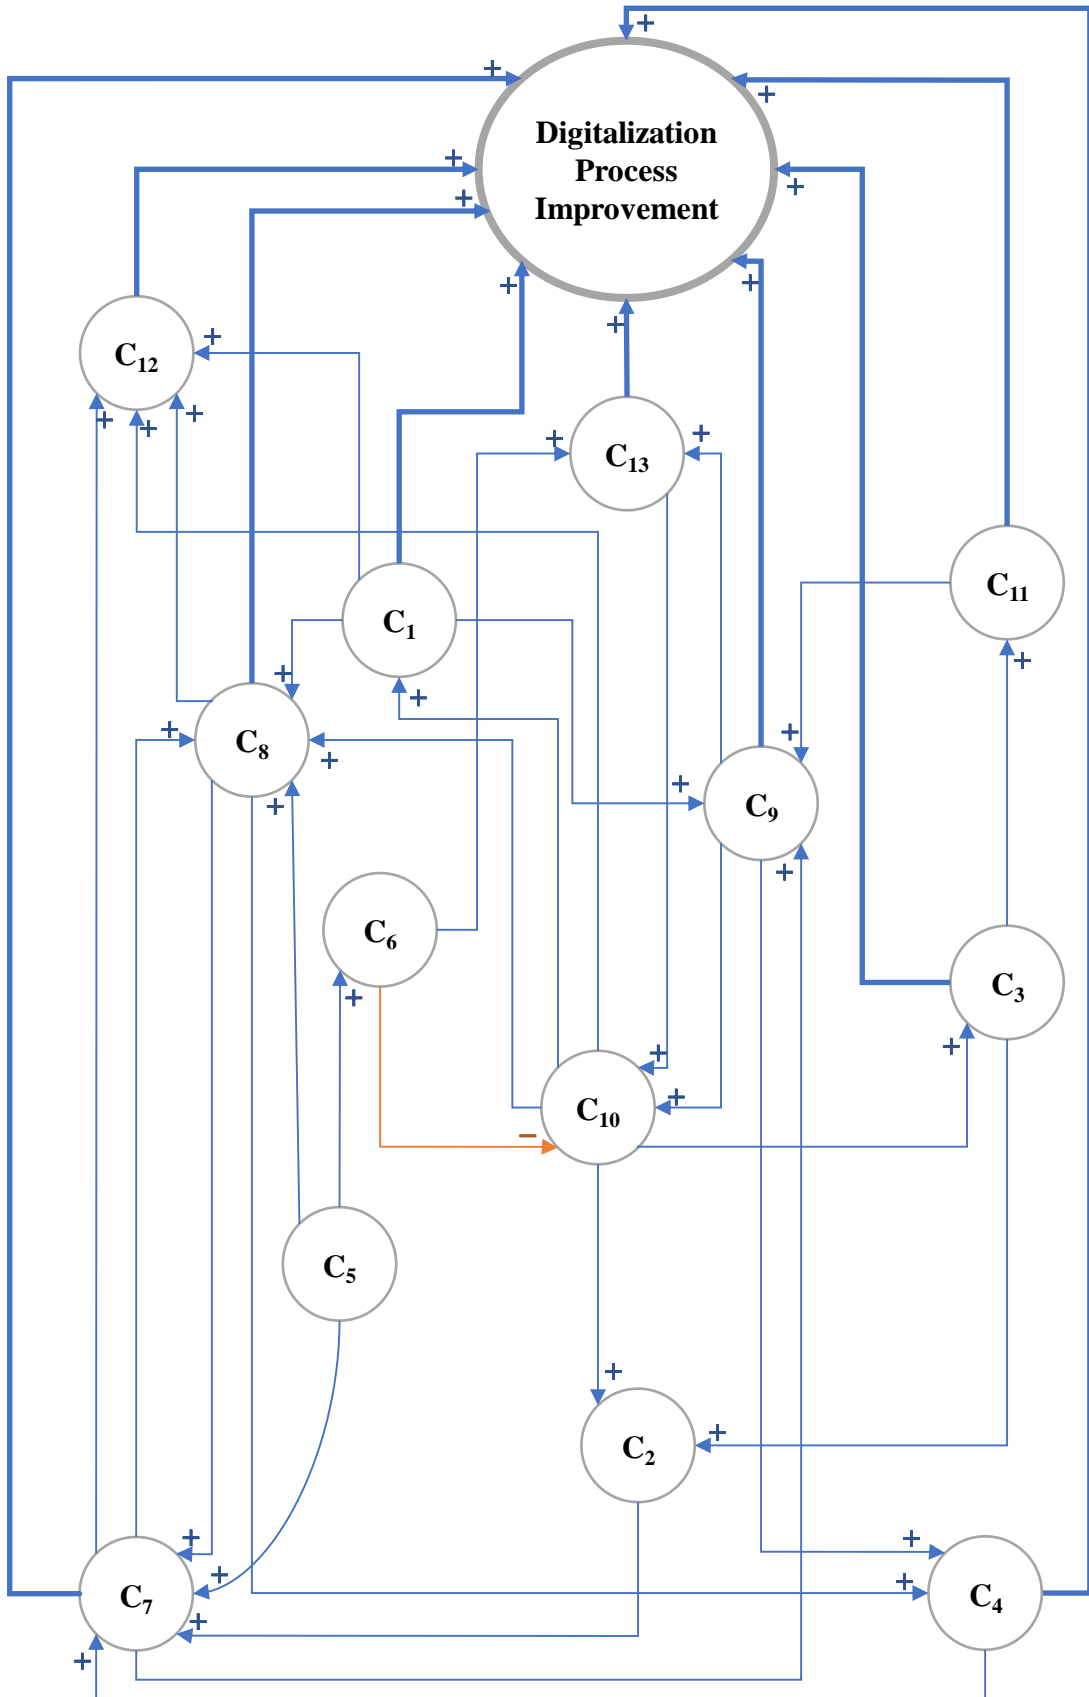 +
+
+
+
Digitalization
Process
Improvement
+
+
+
+
+
+
C₁₂
+
+
+
+
+
+
C₁₃
C₁₁
+
C₁
+
+
+
+
C₈
+
+
+
C₉
+
C₆
+
C₃
+
+
+
C₁₀
−
C₅
+
+
C₂
+
+
+
+
C₇
C₄
+
+